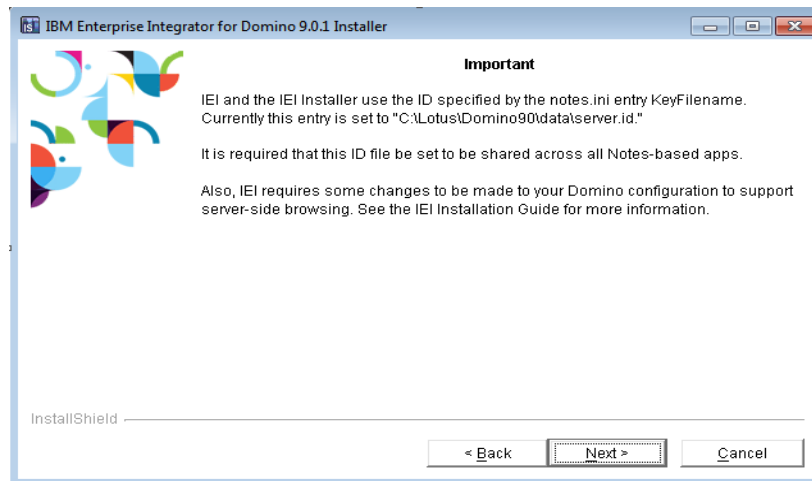 IBM Enterprise Integrator for Domino 9.0.1 Installer
Important
IEI and the IEI Installer use the ID specified by the notes.ini entry KeyFilename.
Currently this entry is set to "C:\Lotus\Domino90\data\server.id."
It is required that this ID file be set to be shared across all Notes-based apps.
Also, IEI requires some changes to be made to your Domino configuration to support
server-side browsing. See the IEI Installation Guide for more information.
InstallShield
< Back Next > Cancel